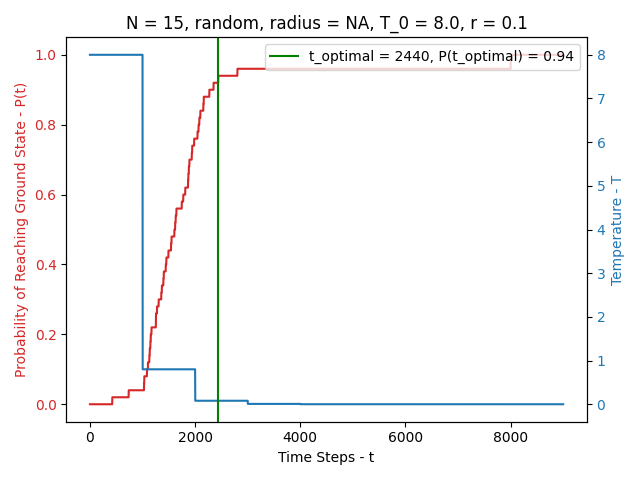 N = 15, random, radius = NA, T_0 = 8.0, r = 0.1
t_optimal = 2440, P(t_optimal) = 0.94
Probability of Reaching Ground State - P(t)
1.0
0.8
0.6
0.4
0.2
0.0
8
7
6
5
4
3
2
1
0
Temperature - T
0 2000 4000 6000 8000
Time Steps - t